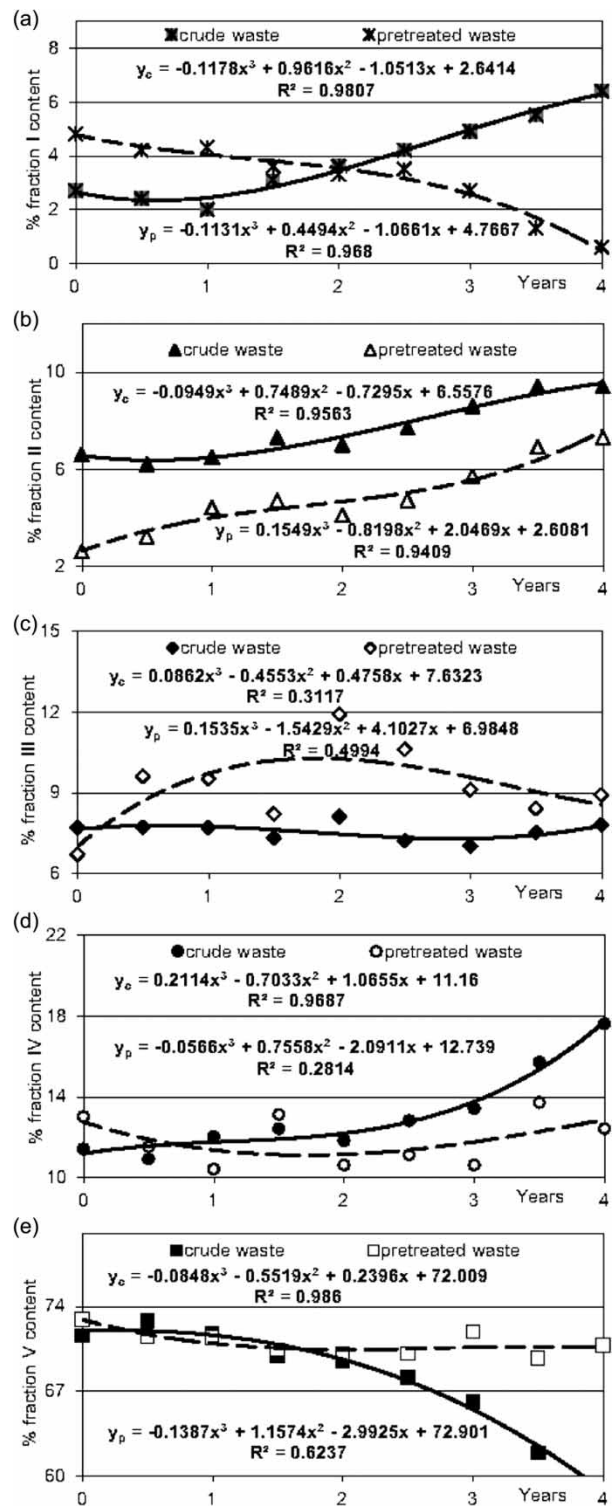 (a)
8
crude waste pretreated waste
y_c = -0.1178x³ + 0.9616x² - 1.0513x + 2.6414
R² = 0.9807
6
4
2
y_p = -0.1131x³ + 0.4494x² - 1.0661x + 4.7667
R² = 0.968
0
0 1 2 3 Years 4
% fraction I content
(b)
crude waste pretreated waste
10
y_c = -0.0949x³ + 0.7489x² - 0.7295x + 6.5576
R² = 0.9563
6
y_p = 0.1549x³ - 0.8198x² + 2.0469x + 2.6081
R² = 0.9409
2
0 1 2 3 Years 4
% fraction II content
(c)
15
crude waste pretreated waste
y_c = 0.0862x³ - 0.4553x² + 0.4758x + 7.6323
R² = 0.3117
12
y_p = 0.1535x³ - 1.5429x² + 4.1027x + 6.9848
R² = 0.4994
9
6
0 1 2 3 Years 4
% fraction III content
(d)
22
crude waste pretreated waste
y_c = 0.2114x³ - 0.7033x² + 1.0655x + 11.16
R² = 0.9687
18
y_p = -0.0566x³ + 0.7558x² - 2.0911x + 12.739
R² = 0.2814
14
10
0 1 2 3 Years 4
% fraction IV content
(e)
crude waste pretreated waste
y_c = -0.0848x³ - 0.5519x² + 0.2396x + 72.009
R² = 0.986
74
67
y_p = -0.1387x³ + 1.1574x² - 2.9925x + 72.901
R² = 0.6237
60
0 1 2 3 Years 4
% fraction V content